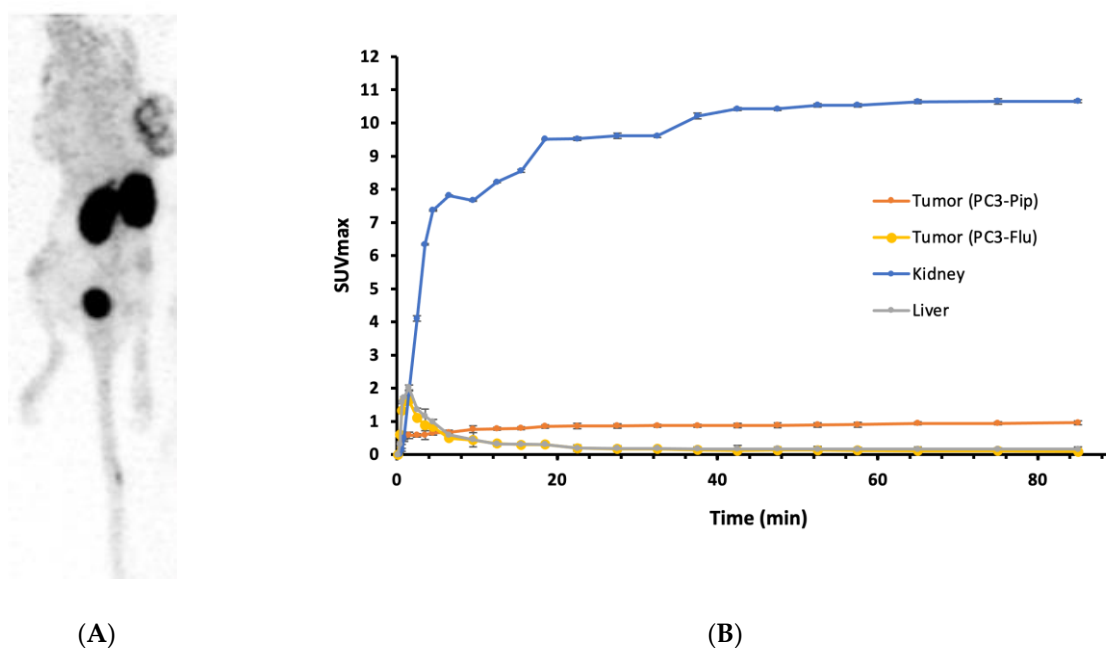 12
11
10
9
8
7
6
5
4
3
2
1
0
SUVmax
0
20
40
60
80
Time (min)
Tumor (PC3-Pip)
Tumor (PC3-Flu)
Kidney
Liver
(A)
(B)